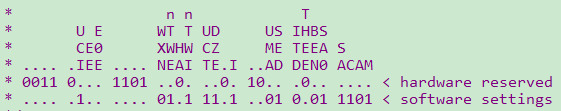 *                    n n             T
*         U E       WT T UD      US IHBS
*         CE0       XWHW CZ      ME TEEA S
* .... .IEE .... NEAI TE.I ..AD DEN0 ACAM
* 0011 0... 1101 ..0. ..0. 10.. .0.. .... < hardware reserved
* .... .1.. .... 01.1 11.1 ..01 0.01 1101 < software settings